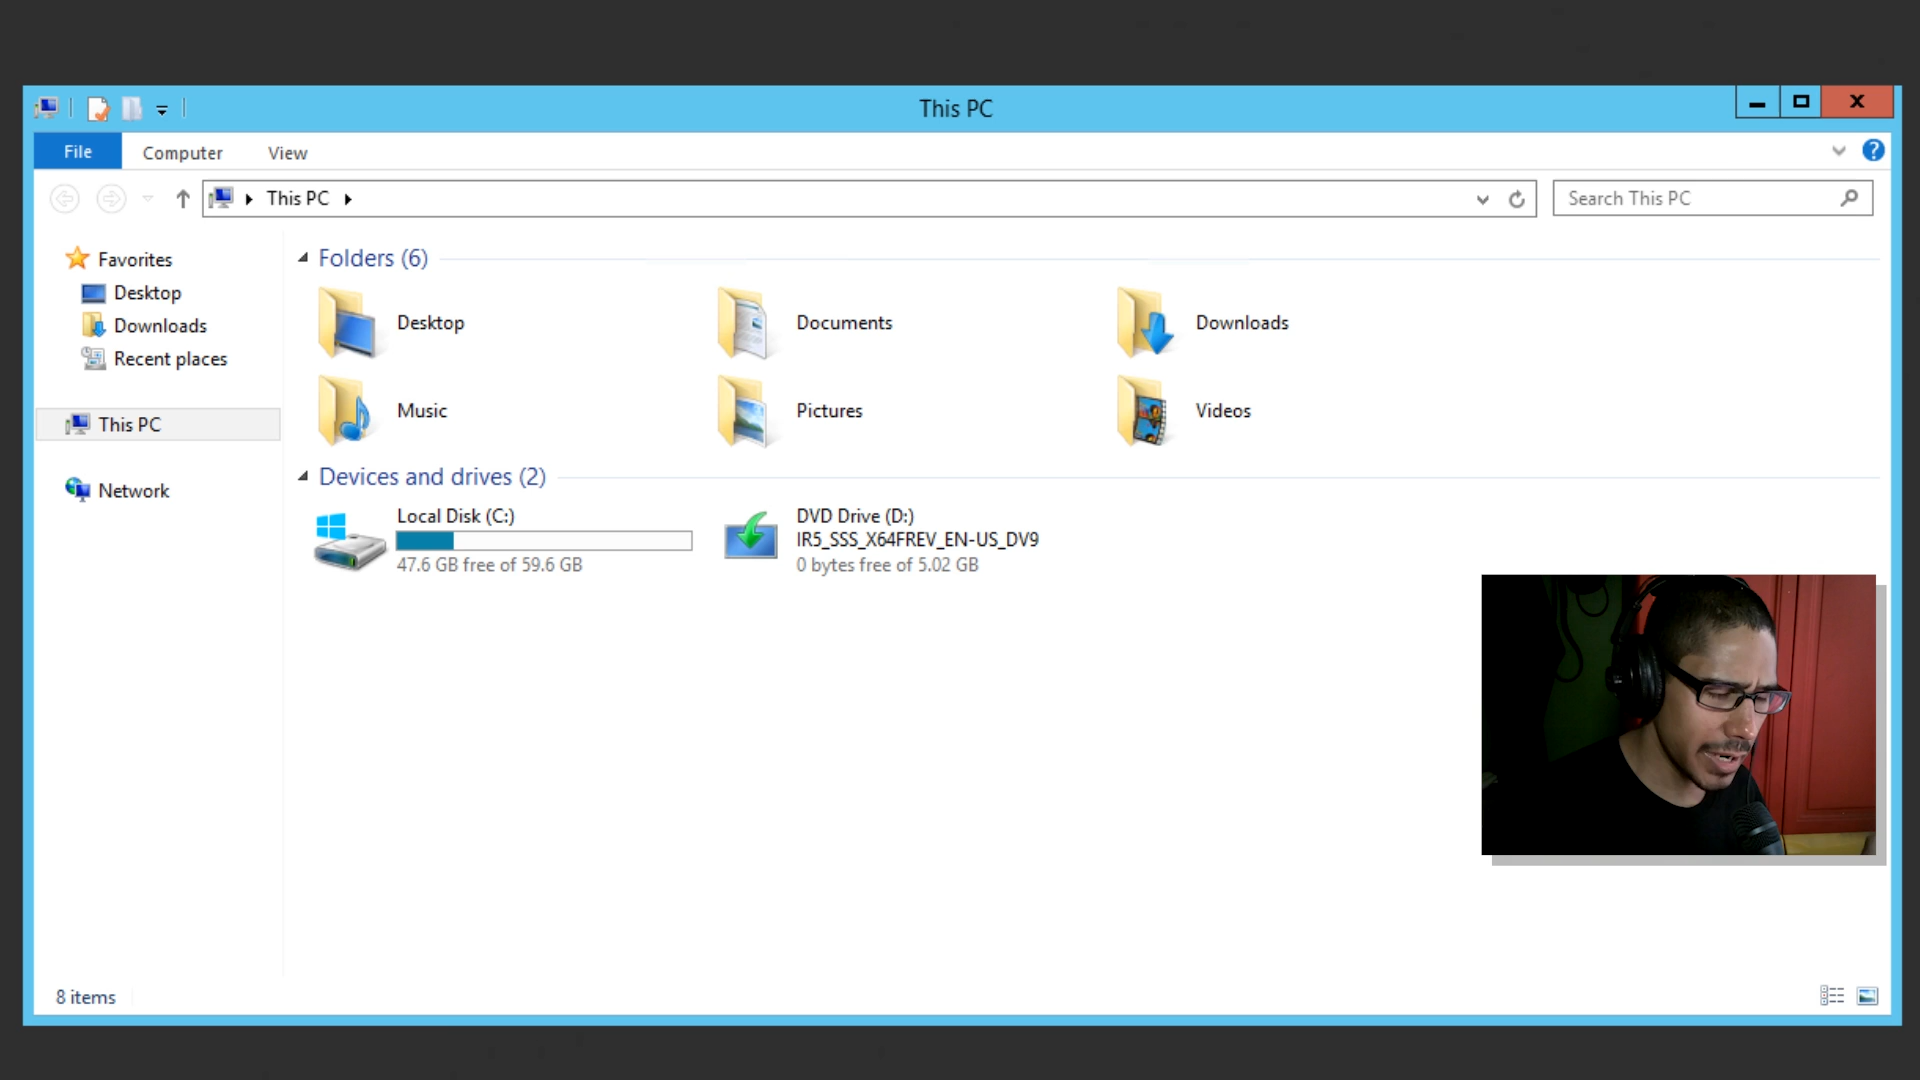 This PC
File
Computer
View
This PC
Search This PC
Favorites
Desktop
Downloads
Recent places
This PC
Network
Folders (6)
Desktop
Documents
Downloads
Music
Pictures
Videos
Devices and drives (2)
Local Disk (C:)
47.6 GB free of 59.6 GB
DVD Drive (D:)
IR5_SSS_X64FREV_EN-US_DV9
0 bytes free of 5.02 GB
8 items